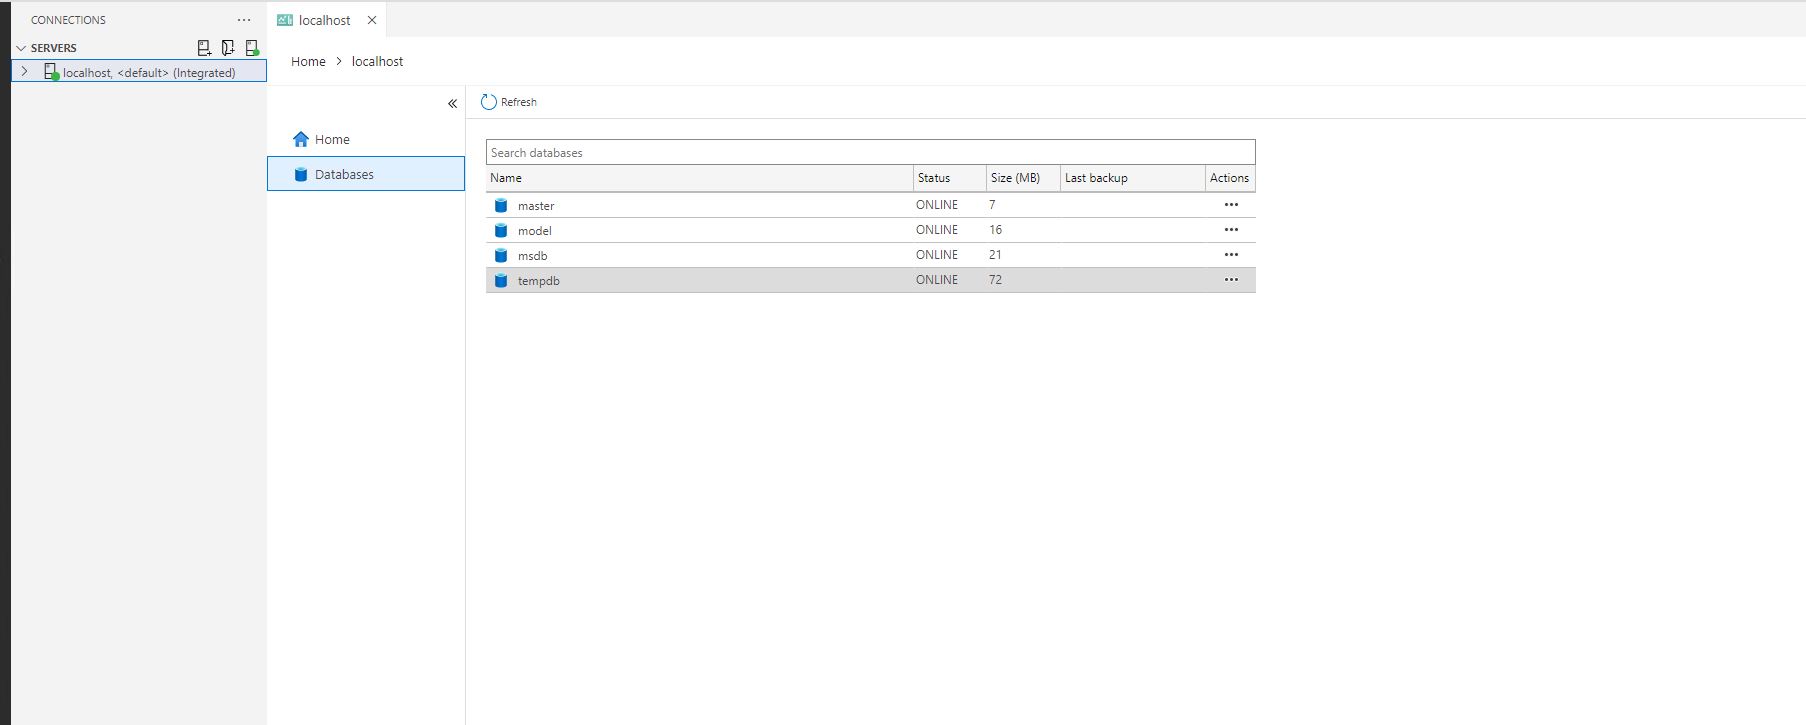 CONNECTIONS
SERVERS
localhost, <default> (Integrated)
localhost
Home > localhost
Home
Databases
Refresh
Search databases
Name Status Size (MB) Last backup Actions
master ONLINE 7
model ONLINE 16
msdb ONLINE 21
tempdb ONLINE 72